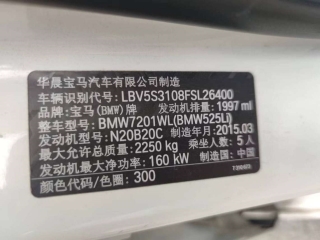 华晨宝马汽车有限公司制造
车辆识别代号: LBV5S3108FSL26400
品牌: 宝马(BMW)牌 发动机排量: 1997 ml
整车型号: BMW7201WL(BMW525Li)
发动机型号: N20B20C 制造年月: 2015.03
最大允许总质量: 2250 kg 乘坐人数: 5人
发动机最大净功率: 160 kW 制造国: 中国
颜色代码/色圈: 300